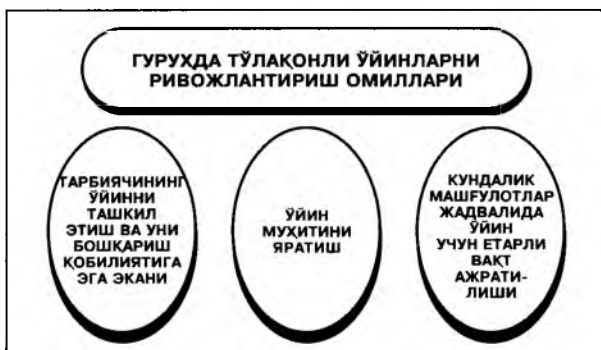 ГУРУХДА ТЎЛАҚОНЛИ ЎЙИНЛАРНИ
РИВОЖЛАНТИРИШ ОМИЛЛАРИ
ТАРБИЯЧИНИНГ
ЎЙИННИ
ТАШКИЛ
ЭТИШ ВА УНИ
БОШҚАРИШ
ҚОБИЛИЯТИГА
ЭГА ЭКАНИ
ЎЙИН
МУҲИТИНИ
ЯРАТИШ
КУНДАЛИК
МАШҒУЛОТЛАР
ЖАДВАЛИДА
ЎЙИН
УЧУН ЕТАРЛИ
ВАҚТ
АЖРАТИ-
ЛИШИ